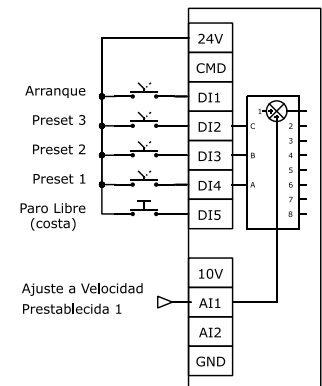 24V
CMD
Arranque
DI1
1
Preset 3
DI2
C
2
3
Preset 2
DI3
B
4
5
Preset 1
DI4
A
6
7
Paro Libre
(costa)
DI5
8
10V
Ajuste a Velocidad
Prestablecida 1
AI1
AI2
GND